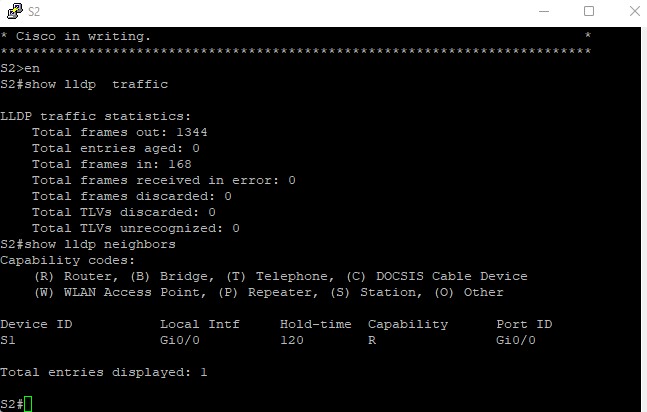 S2
* Cisco in writing. *
**************************************************************************
S2>en
S2#show lldp  traffic
LLDP traffic statistics:
Total frames out: 1344
Total entries aged: 0
Total frames in: 168
Total frames received in error: 0
Total frames discarded: 0
Total TLVs discarded: 0
Total TLVs unrecognized: 0
S2#show lldp neighbors
Capability codes:
(R) Router, (B) Bridge, (T) Telephone, (C) DOCSIS Cable Device
(W) WLAN Access Point, (P) Repeater, (S) Station, (O) Other
Device ID Local Intf Hold-time Capability Port ID
S1 Gi0/0 120 R Gi0/0
Total entries displayed: 1
S2#